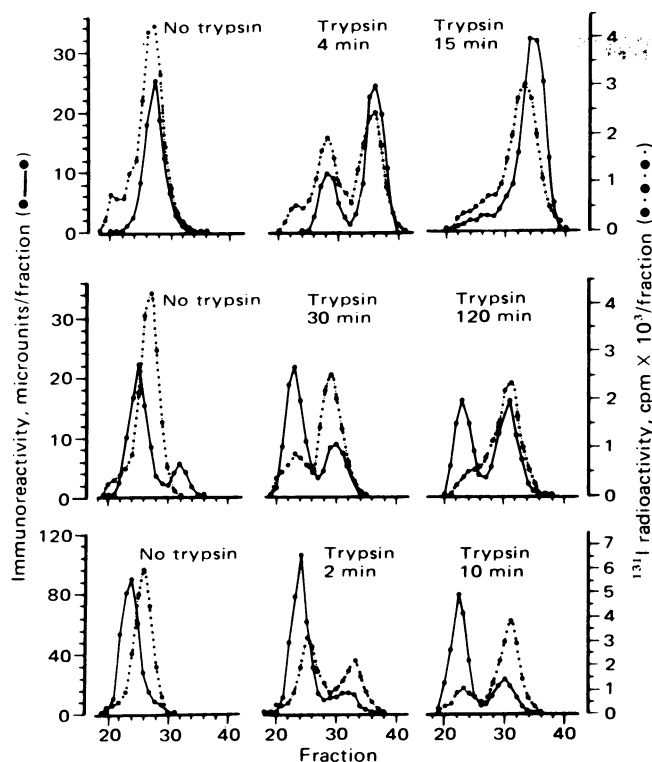 Immunoreactivity, microunits/fraction (●—●)
¹³¹I radioactivity, cpm X 10³/fraction (●·●·●·)
No trypsin
Trypsin
4 min
Trypsin
15 min
30
20
10
0
4
3
2
1
0
No trypsin
Trypsin
30 min
Trypsin
120 min
30
20
10
0
4
3
2
1
0
No trypsin
Trypsin
2 min
Trypsin
10 min
120
80
40
0
7
6
5
4
3
2
1
0
20 30 40 20 30 40 20 30 40
Fraction